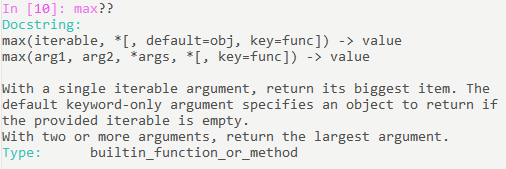 In [10]: max??
Docstring:
max(iterable, *[, default=obj, key=func]) -> value
max(arg1, arg2, *args, *[, key=func]) -> value

With a single iterable argument, return its biggest item. The
default keyword-only argument specifies an object to return if
the provided iterable is empty.
With two or more arguments, return the largest argument.
Type:      builtin_function_or_method